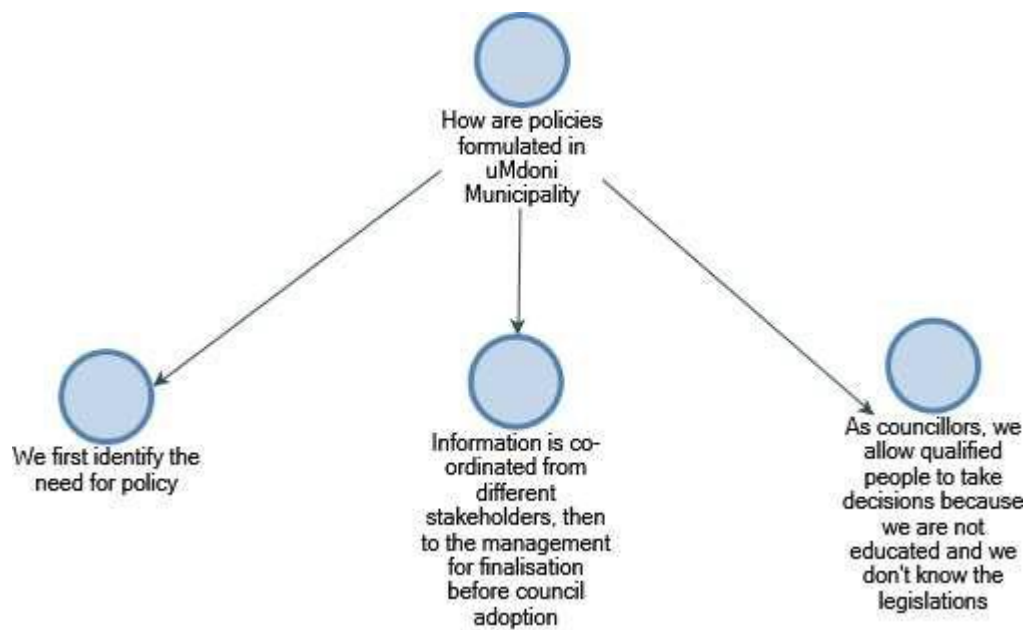 How are policies
formulated in
uMdoni
Municipality
We first identify the
need for policy
Information is co-
ordinated from
different
stakeholders, then
to the management
for finalisation
before council
adoption
As councillors, we
allow qualified
people to take
decisions because
we are not
educated and we
don't know the
legislations